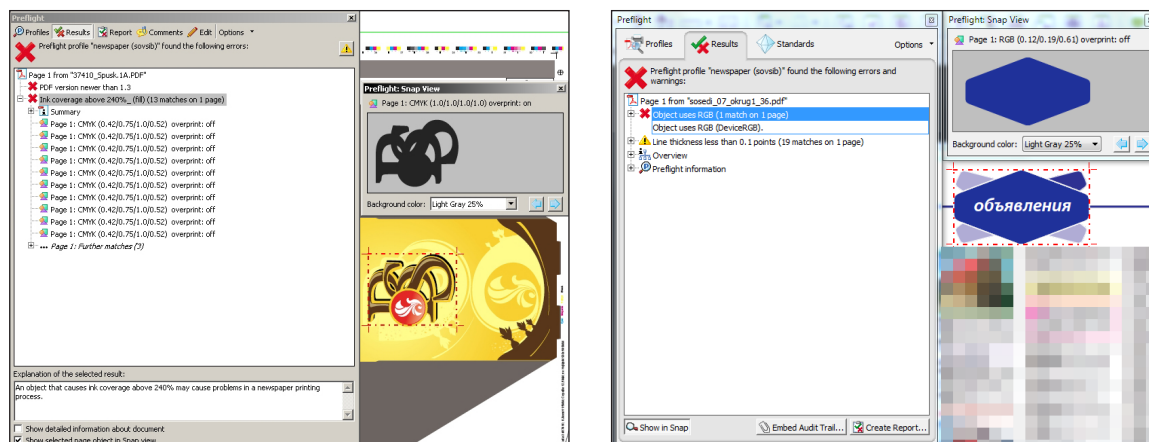 Preflight
Profiles Results Report Comments Edit Options
Preflight profile "newspaper (sovsib)" found the following errors:
Page 1 from "37410_Spusk.1A.PDF"
PDF version newer than 1.3
Ink coverage above 240%_ (fill) (13 matches on 1 page)
Summary
Page 1: CMYK (0.42/0.75/1.0/0.52) overprint: off
Page 1: CMYK (0.42/0.75/1.0/0.52) overprint: off
Page 1: CMYK (0.42/0.75/1.0/0.52) overprint: off
Page 1: CMYK (0.42/0.75/1.0/0.52) overprint: off
Page 1: CMYK (0.42/0.75/1.0/0.52) overprint: off
Page 1: CMYK (0.42/0.75/1.0/0.52) overprint: off
Page 1: CMYK (0.42/0.75/1.0/0.52) overprint: off
Page 1: CMYK (0.42/0.75/1.0/0.52) overprint: off
Page 1: CMYK (0.42/0.75/1.0/0.52) overprint: off
Page 1: CMYK (0.42/0.75/1.0/0.52) overprint: off
... Page 1: Further matches (3)
Explanation of the selected result:
An object that causes ink coverage above 240% may cause problems in a newspaper printing
process.
Show detailed information about document
Show selected page object in Snap view
Preflight: Snap View
Page 1: CMYK (1.0/1.0/1.0/1.0) overprint: on
Background color: Light Gray 25%
Preflight
Profiles Results Standards Options
Preflight profile "newspaper (sovsib)" found the following errors and
warnings:
Page 1 from "sosedi_07_okrug1_36.pdf"
Object uses RGB (1 match on 1 page)
Object uses RGB (DeviceRGB).
Line thickness less than 0.1 points (19 matches on 1 page)
Overview
Preflight information
Show in Snap Embed Audit Trail... Create Report...
Preflight: Snap View
Page 1: RGB (0.12/0.19/0.61) overprint: off
Background color: Light Gray 25%
объявления